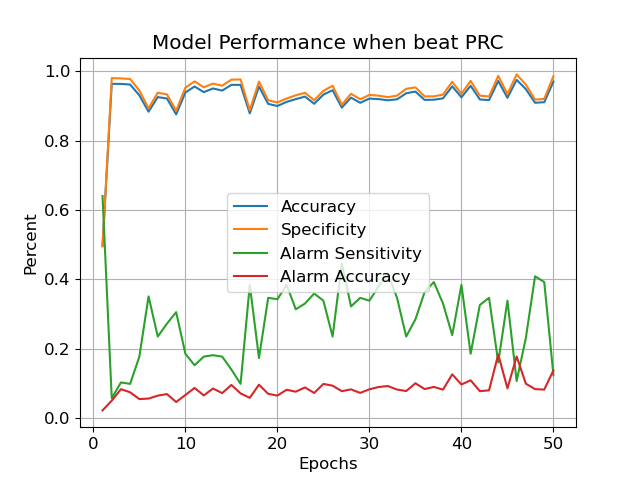 Model Performance when beat PRC
1.0
0.8
0.6
0.4
0.2
0.0
Percent
Accuracy
Specificity
Alarm Sensitivity
Alarm Accuracy
0
10
20
30
40
50
Epochs